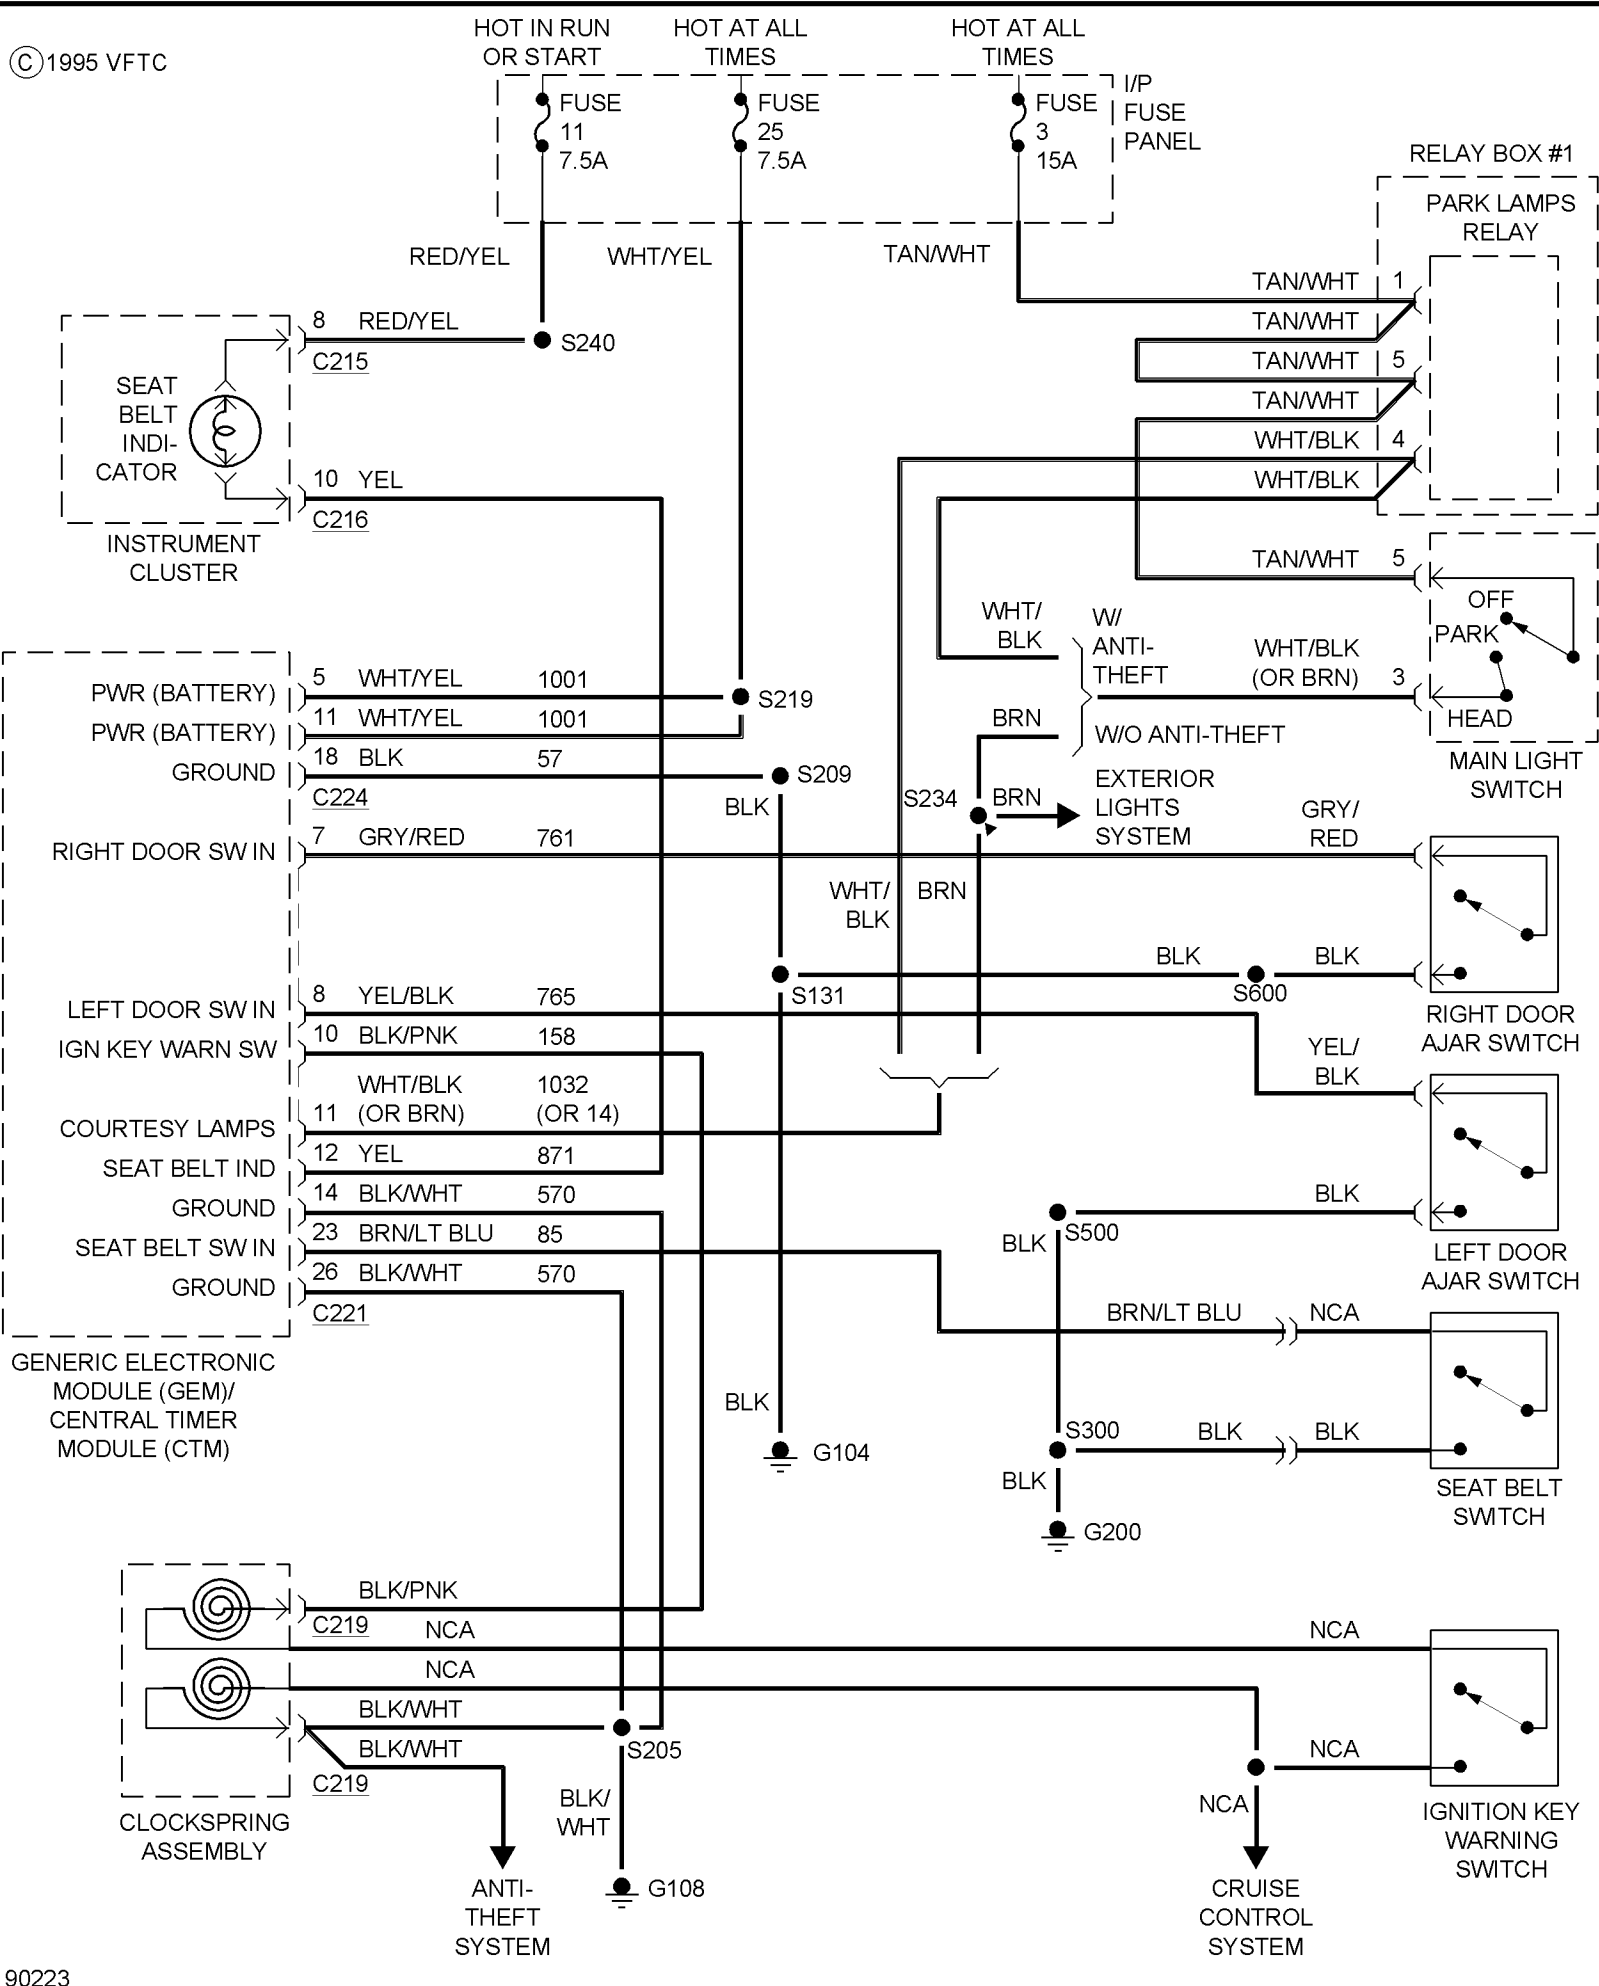 HOT IN RUN
OR START
HOT AT ALL
TIMES
HOT AT ALL
TIMES
C 1995 VFTC
FUSE
11
7.5A
FUSE
25
7.5A
FUSE
3
15A
I/P
FUSE
PANEL
RELAY BOX #1
PARK LAMPS
RELAY
RED/YEL
WHT/YEL
TAN/WHT
TAN/WHT 1
TAN/WHT
TAN/WHT 5
TAN/WHT
WHT/BLK 4
WHT/BLK
8 RED/YEL
C215
S240
SEAT
BELT
INDI-
CATOR
10 YEL
C216
INSTRUMENT
CLUSTER
TAN/WHT 5
OFF
PARK
HEAD
WHT/
BLK
W/
ANTI-
THEFT
WHT/BLK
(OR BRN) 3
BRN
W/O ANTI-THEFT
MAIN LIGHT
SWITCH
PWR (BATTERY) 5 WHT/YEL 1001
S219
PWR (BATTERY) 11 WHT/YEL 1001
GROUND 18 BLK 57
S209
C224
BLK
S234
BRN
EXTERIOR
LIGHTS
SYSTEM
GRY/
RED
RIGHT DOOR SW IN 7 GRY/RED 761
WHT/
BLK
BRN
BLK
BLK
S131
S600
RIGHT DOOR
AJAR SWITCH
LEFT DOOR SW IN 8 YEL/BLK 765
IGN KEY WARN SW 10 BLK/PNK 158
YEL/
BLK
WHT/BLK 1032
COURTESY LAMPS 11 (OR BRN) (OR 14)
SEAT BELT IND 12 YEL 871
GROUND 14 BLK/WHT 570
SEAT BELT SW IN 23 BRN/LT BLU 85
GROUND 26 BLK/WHT 570
C221
BLK
S500
BLK
LEFT DOOR
AJAR SWITCH
BRN/LT BLU
NCA
GENERIC ELECTRONIC
MODULE (GEM)/
CENTRAL TIMER
MODULE (CTM)
BLK
G104
S300
BLK
BLK
BLK
G200
SEAT BELT
SWITCH
BLK/PNK
C219
NCA
NCA
NCA
BLK/WHT
S205
BLK/WHT
C219
NCA
CLOCKSPRING
ASSEMBLY
BLK/
WHT
NCA
IGNITION KEY
WARNING
SWITCH
ANTI-
THEFT
SYSTEM
G108
CRUISE
CONTROL
SYSTEM
90223